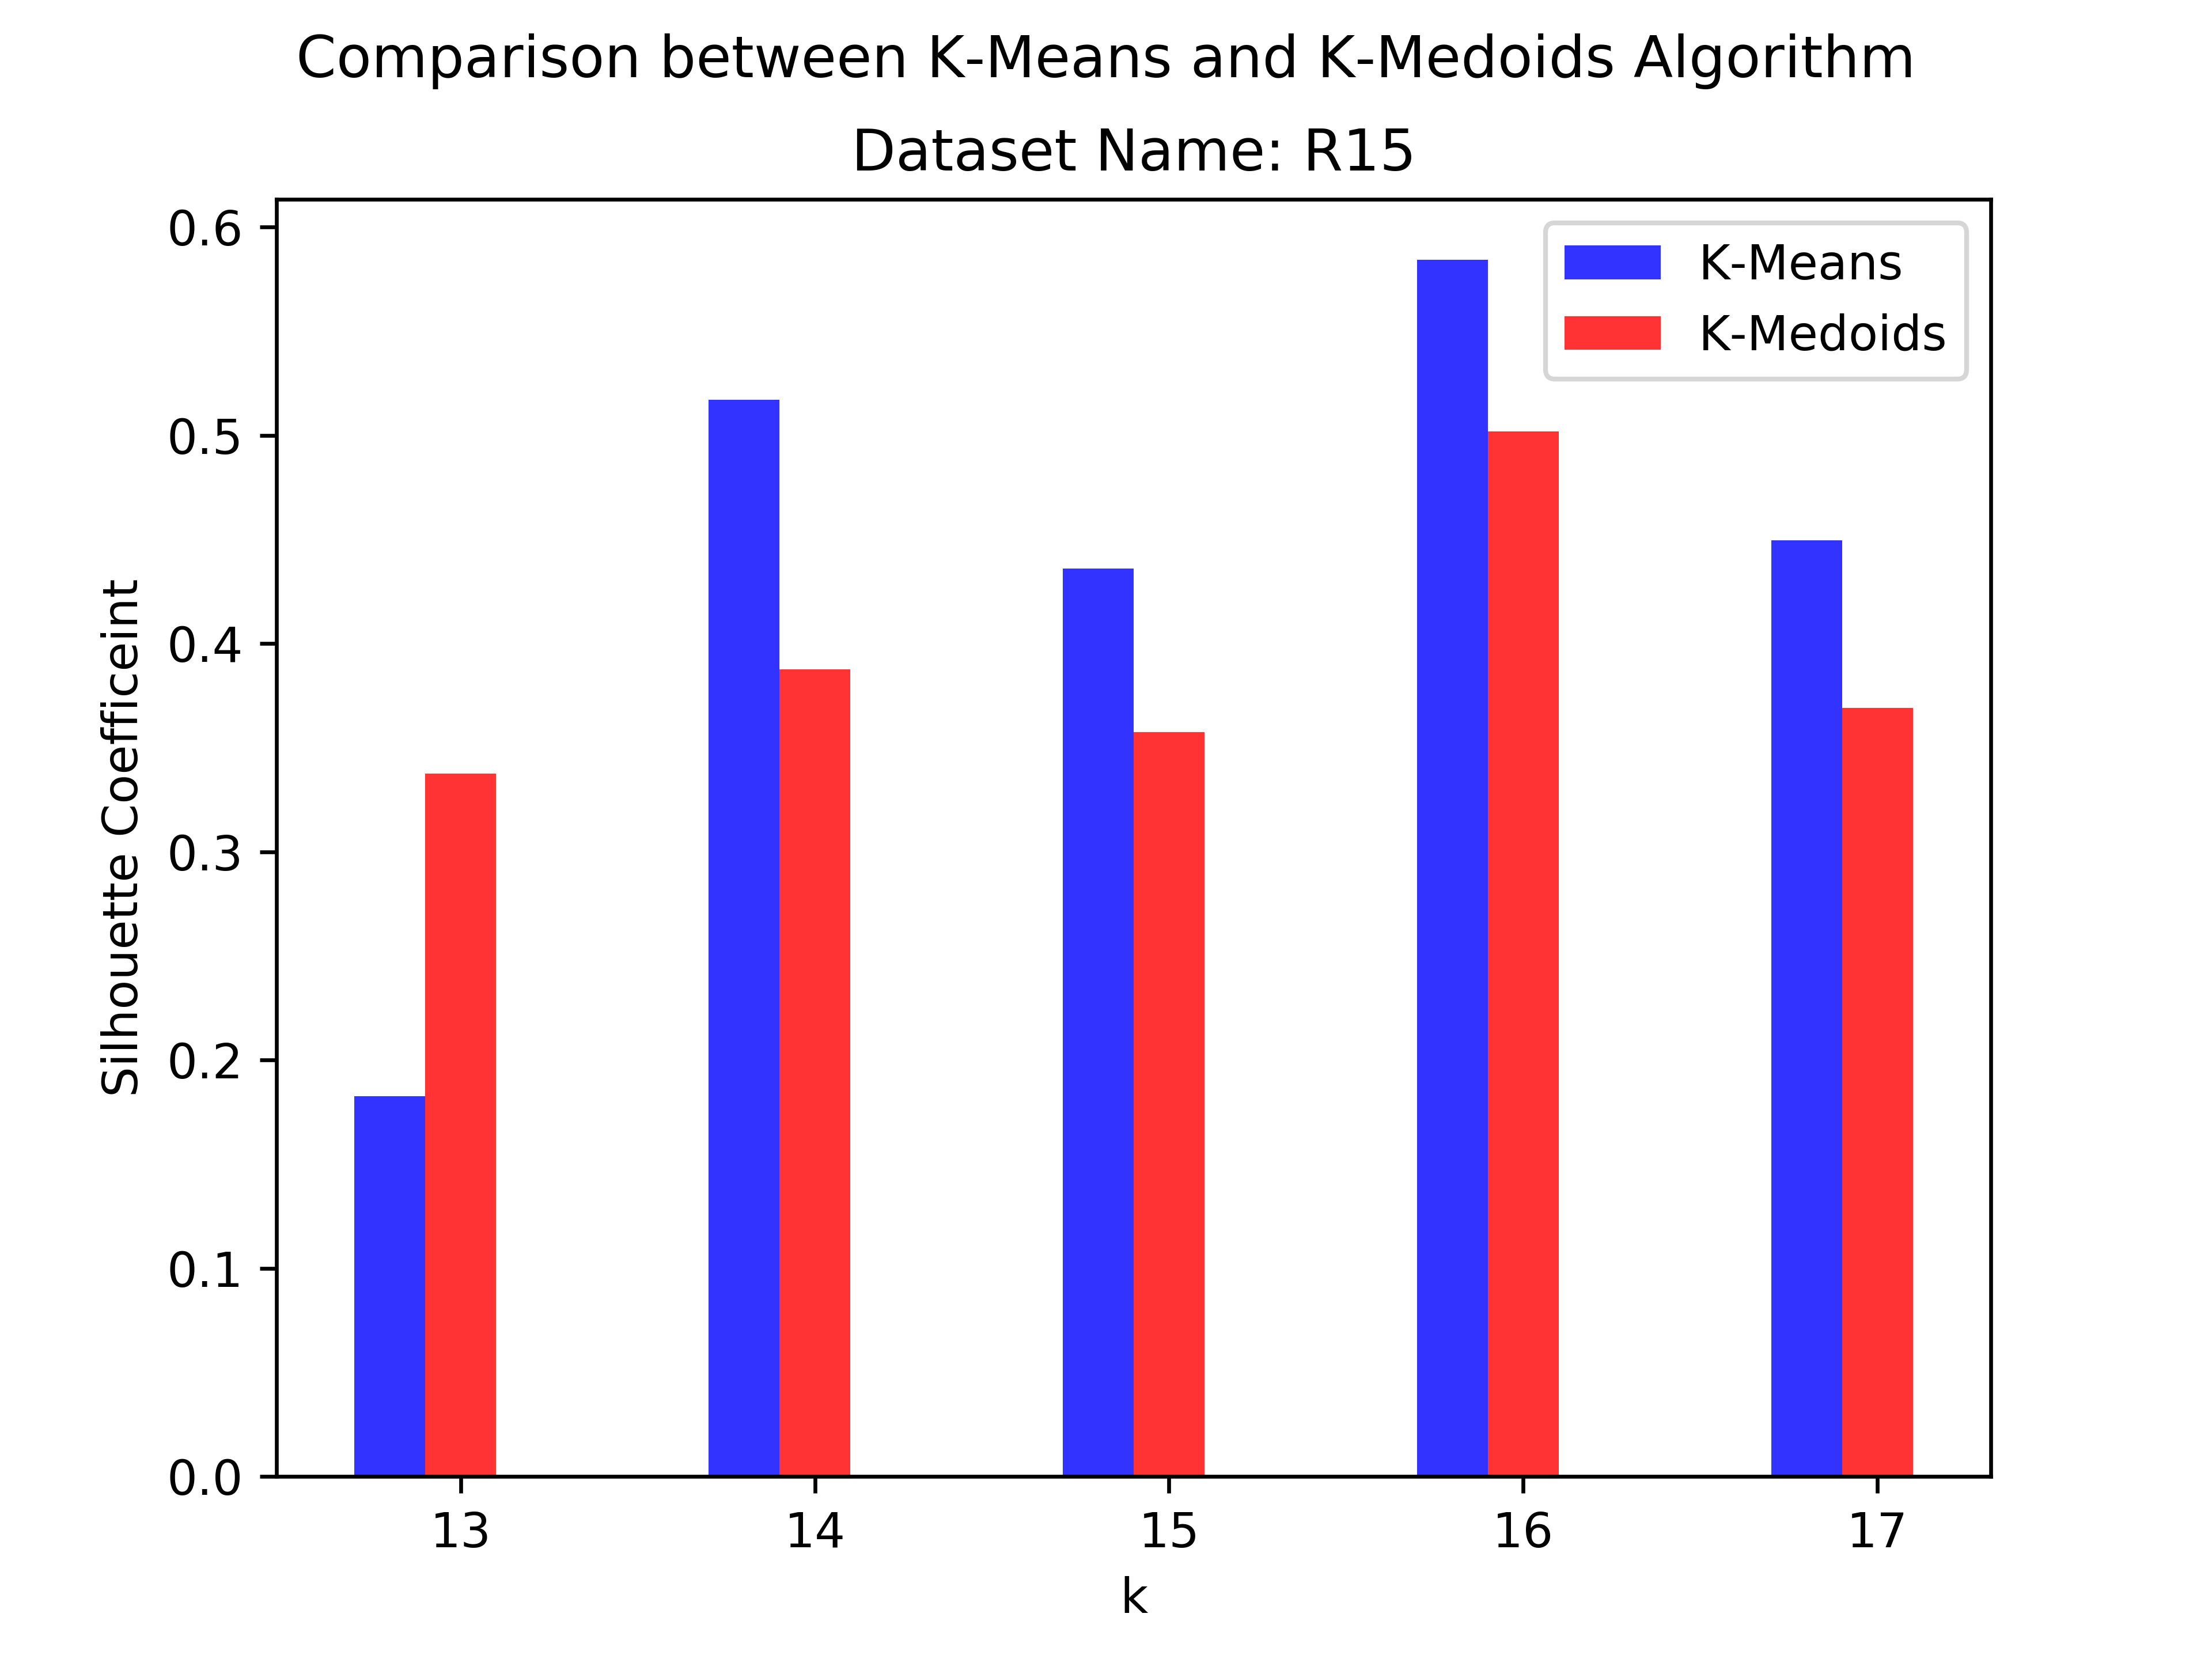 Comparison between K-Means and K-Medoids Algorithm
Dataset Name: R15
K-Means
K-Medoids
Silhouette Coefficeint
0.6
0.5
0.4
0.3
0.2
0.1
0.0
13 14 15 16 17
k